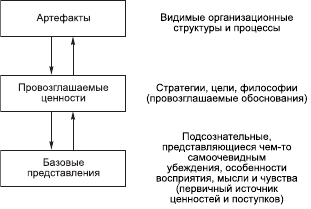 Артефакты
Видимые организационные
структуры и процессы
Провозглашаемые
ценности
Стратегии, цели, философии
(провозглашаемые обоснования)
Базовые
представления
Подсознательные,
представляющиеся чем-то
самоочевидным
убеждения, особенности
восприятия, мысли и чувства
(первичный источник
ценностей и поступков)